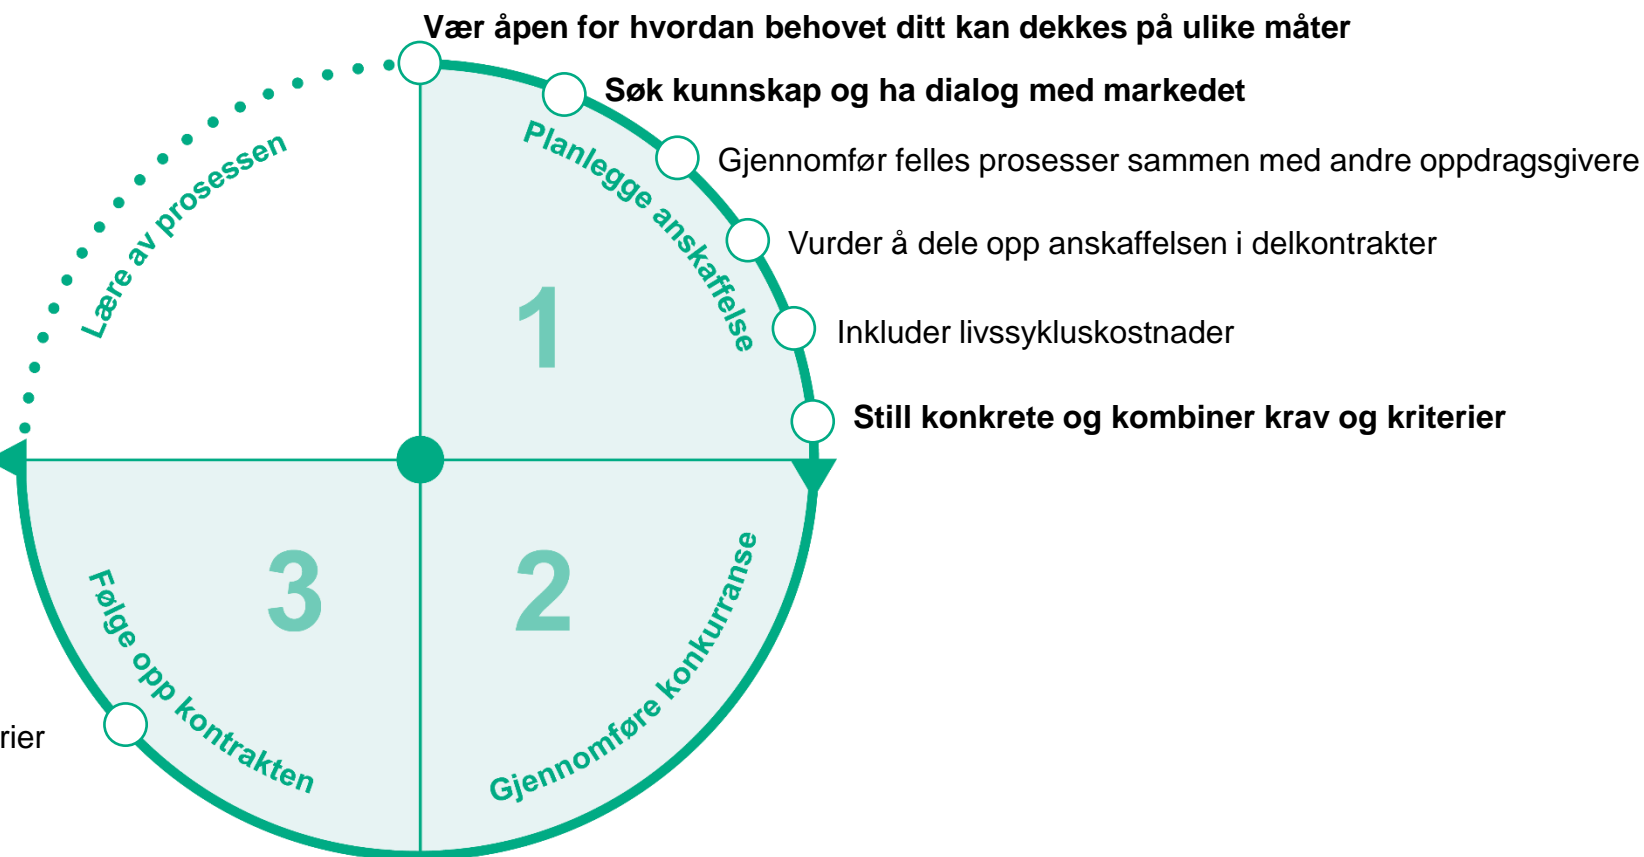 Vær åpen for hvordan behovet ditt kan dekkes på ulike måter
Søk kunnskap og ha dialog med markedet
Gjennomfør felles prosesser sammen med andre oppdragsgivere
Vurder å dele opp anskaffelsen i delkontrakter
Inkluder livssykluskostnader
Still konkrete og kombiner krav og kriterier
Lære av prosessen
Planlegge anskaffelse
1
3
2
Følge opp kontrakten
Gjennomføre konkurranse
rier